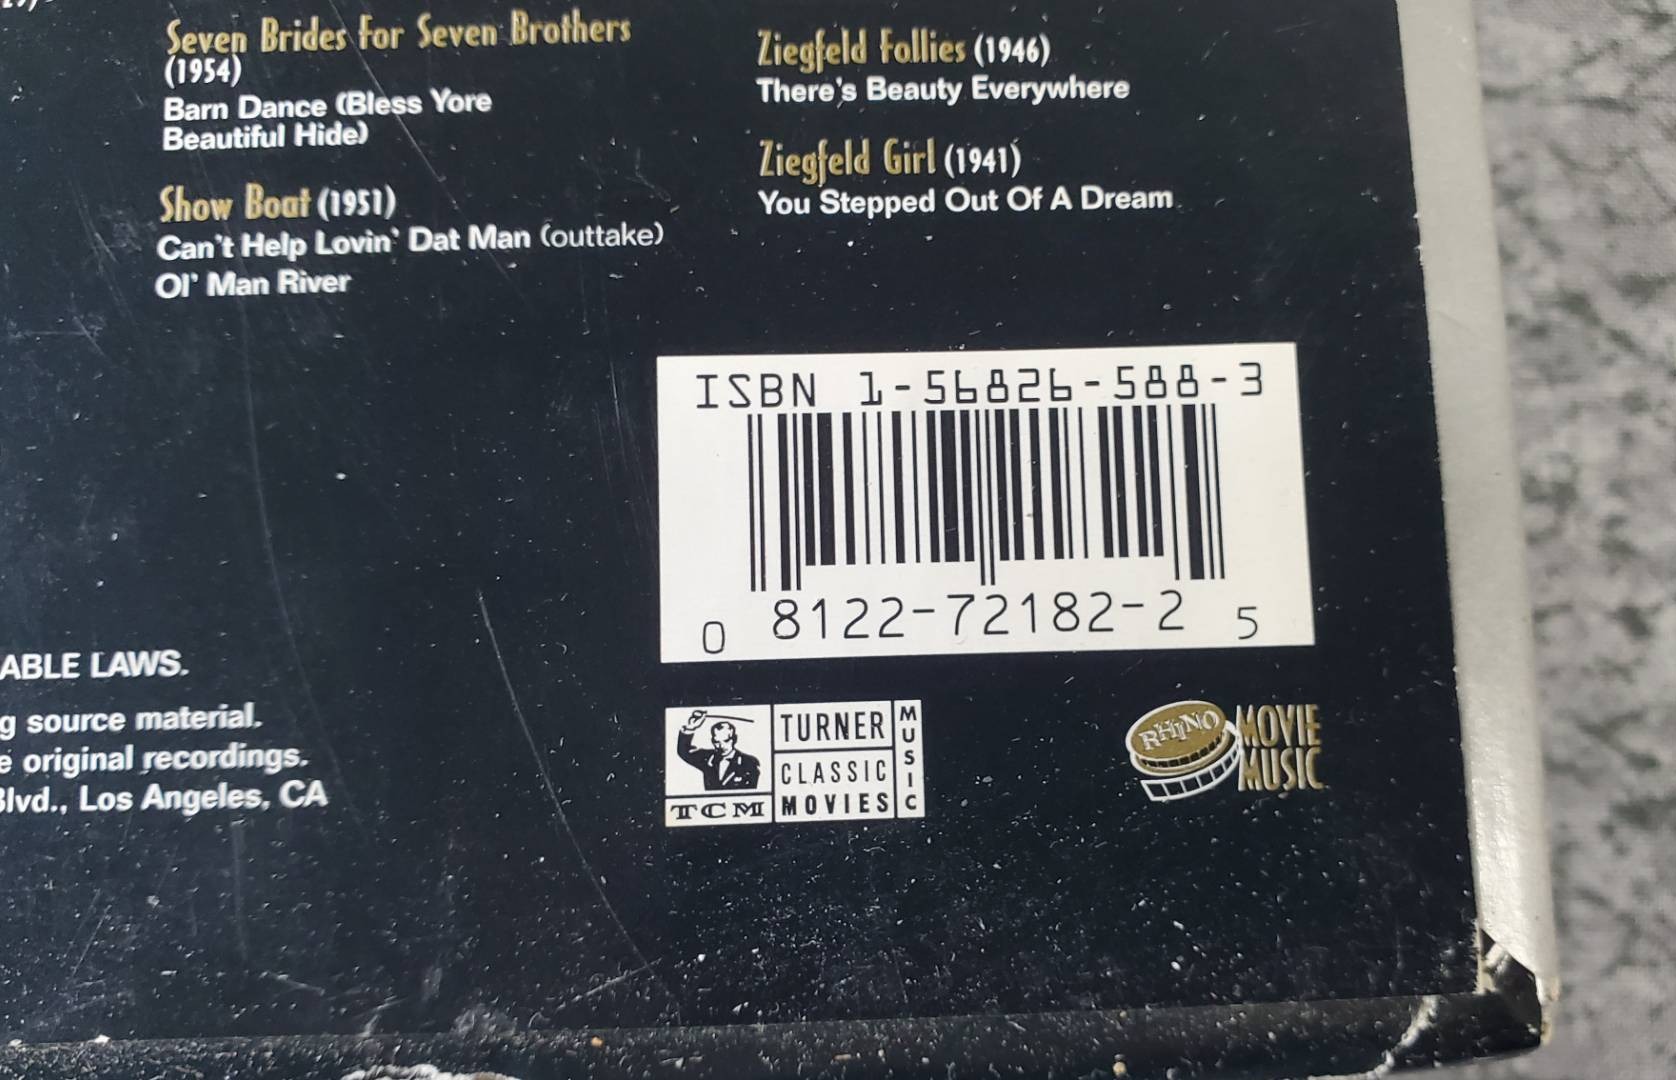 Seven Brides For Seven Brothers
(1954)
Barn Dance (Bless Yore
Beautiful Hide)
Show Boat (1951)
Can't Help Lovin' Dat Man (outtake)
Ol' Man River
Ziegfeld Follies (1946)
There's Beauty Everywhere
Ziegfeld Girl (1941)
You Stepped Out Of A Dream
ISBN 1-56826-588-3
0 8122-72182-2 5
ABLE LAWS.
g source material.
e original recordings.
Blvd., Los Angeles, CA
TCM
TURNER
CLASSIC
MOVIES
MUSIC
RHINO
MOVIE
MUSIC